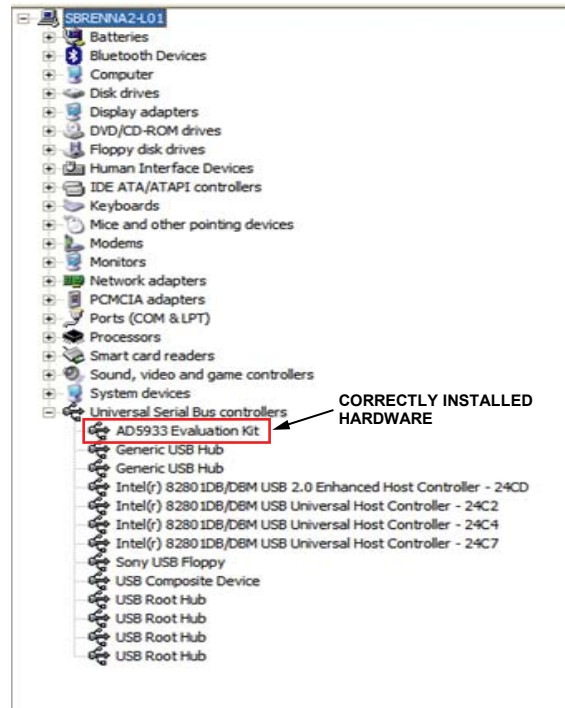 SBRENNA2-L01
Batteries
Bluetooth Devices
Computer
Disk drives
Display adapters
DVD/CD-ROM drives
Floppy disk drives
Human Interface Devices
IDE ATA/ATAPI controllers
Keyboards
Mice and other pointing devices
Modems
Monitors
Network adapters
PCMCIA adapters
Ports (COM & LPT)
Processors
Smart card readers
Sound, video and game controllers
System devices
Universal Serial Bus controllers
CORRECTLY INSTALLED
HARDWARE
AD5933 Evaluation Kit
Generic USB Hub
Generic USB Hub
Intel(r) 82801DB/DBM USB 2.0 Enhanced Host Controller - 24CD
Intel(r) 82801DB/DBM USB Universal Host Controller - 24C2
Intel(r) 82801DB/DBM USB Universal Host Controller - 24C4
Intel(r) 82801DB/DBM USB Universal Host Controller - 24C7
Sony USB Floppy
USB Composite Device
USB Root Hub
USB Root Hub
USB Root Hub
USB Root Hub